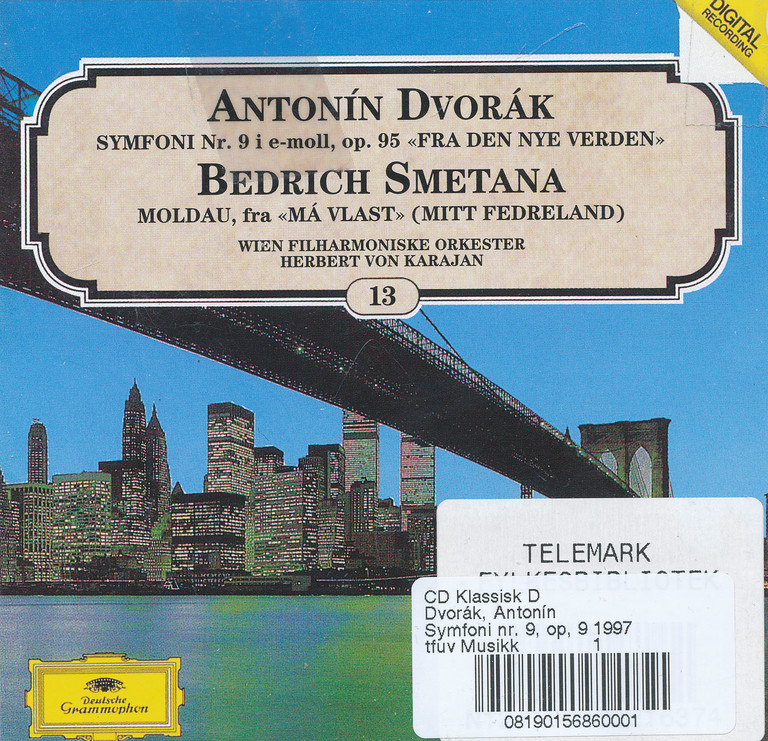 DIGITAL
RECORDING
ANTONÍN DVORÁK
SYMFONI Nr. 9 i e-moll, op. 95 «FRA DEN NYE VERDEN»
BEDRICH SMETANA
MOLDAU, fra «MÁ VLAST» (MITT FEDRELAND)
WIEN FILHARMONISKE ORKESTER
HERBERT VON KARAJAN
13
TELEMARK
CD Klassisk D
Dvorák, Antonín
Symfoni nr. 9, op, 9 1997
tfuv Musikk 1
08190156860001
Deutsche
Grammophon